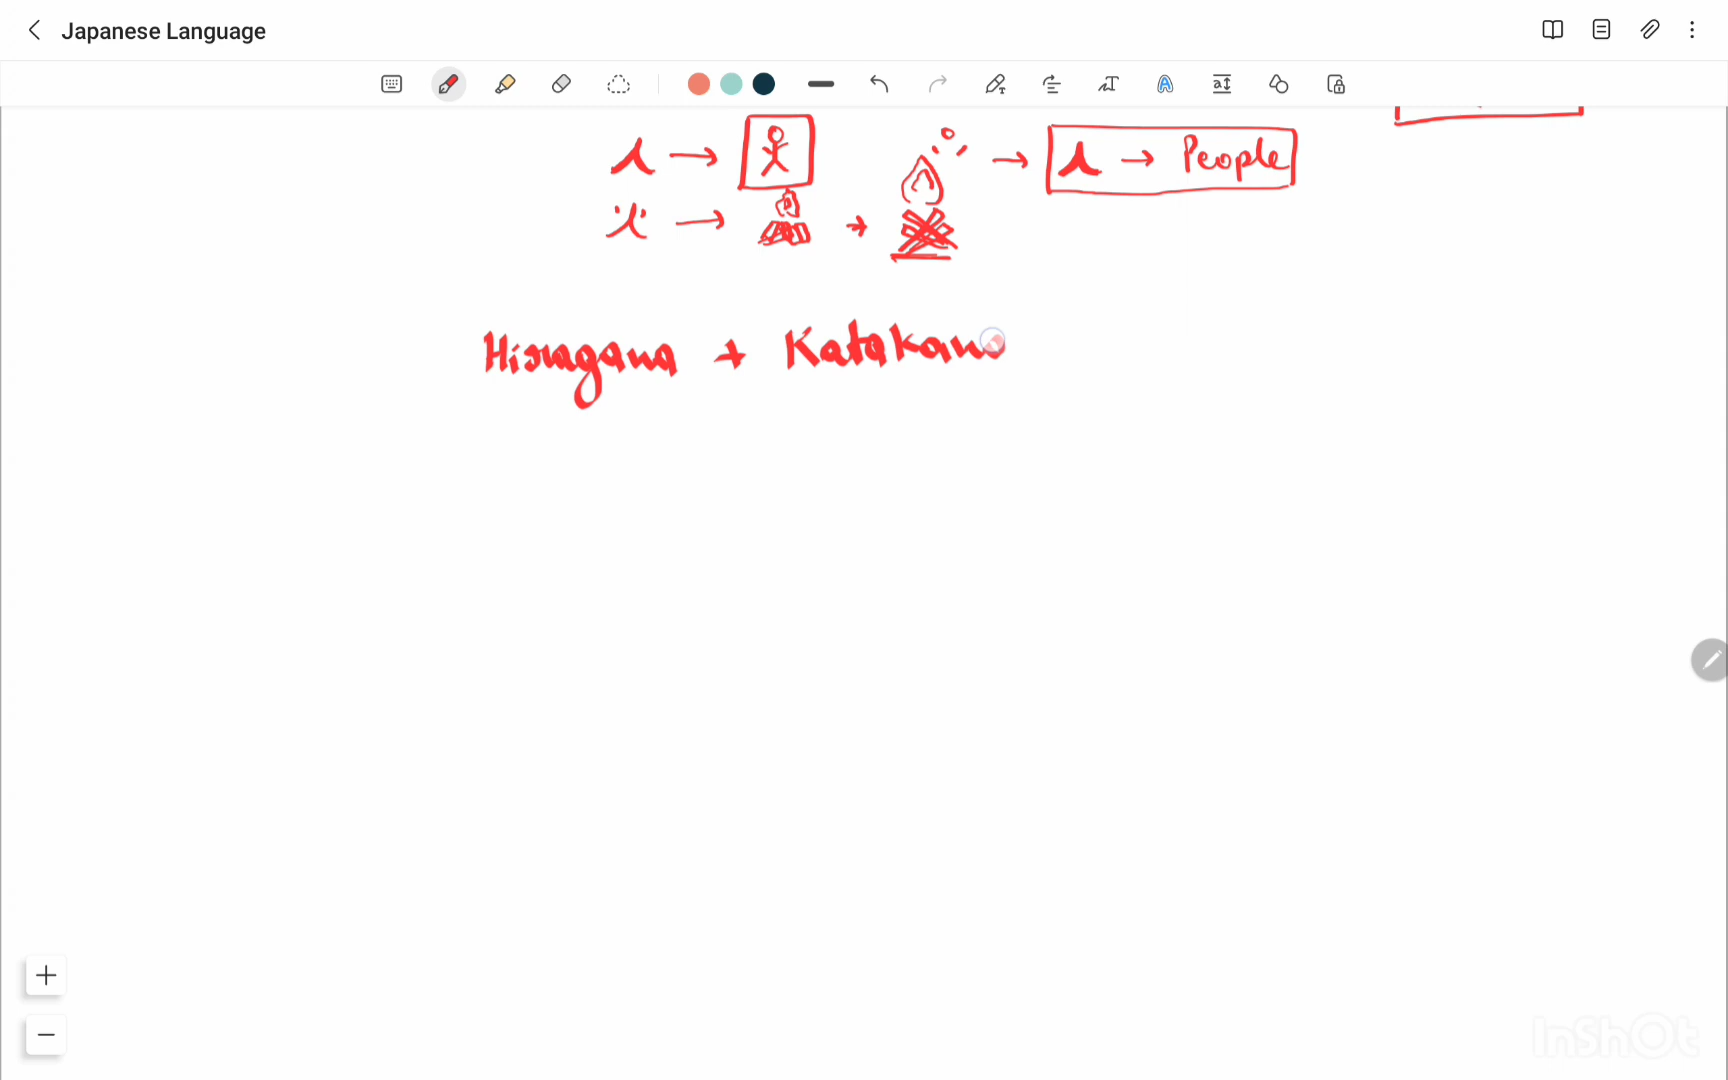 Japanese Language
人 → → 人 → People
火 → →
Hiragana + Katakana
InShOt